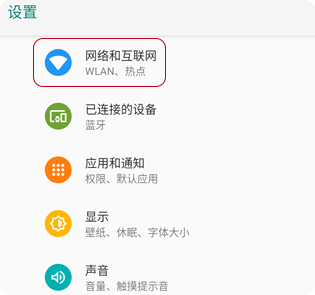 设置
网络和互联网
WLAN、热点
已连接的设备
蓝牙
应用和通知
权限、默认应用
显示
壁纸、休眠、字体大小
声音
音量、触摸提示音